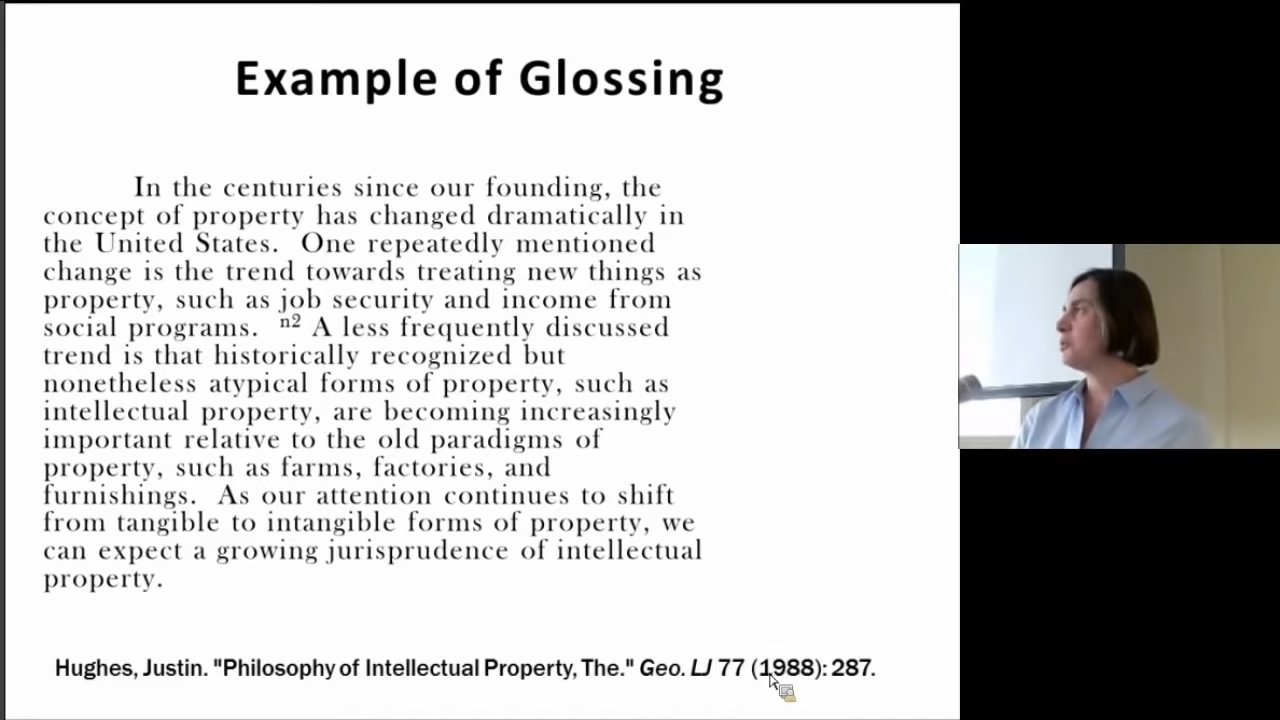 Example of Glossing
In the centuries since our founding, the
concept of property has changed dramatically in
the United States. One repeatedly mentioned
change is the trend towards treating new things as
property, such as job security and income from
social programs. n2 A less frequently discussed
trend is that historically recognized but
nonetheless atypical forms of property, such as
intellectual property, are becoming increasingly
important relative to the old paradigms of
property, such as farms, factories, and
furnishings. As our attention continues to shift
from tangible to intangible forms of property, we
can expect a growing jurisprudence of intellectual
property.
Hughes, Justin. "Philosophy of Intellectual Property, The." Geo. LJ 77 (1988): 287.